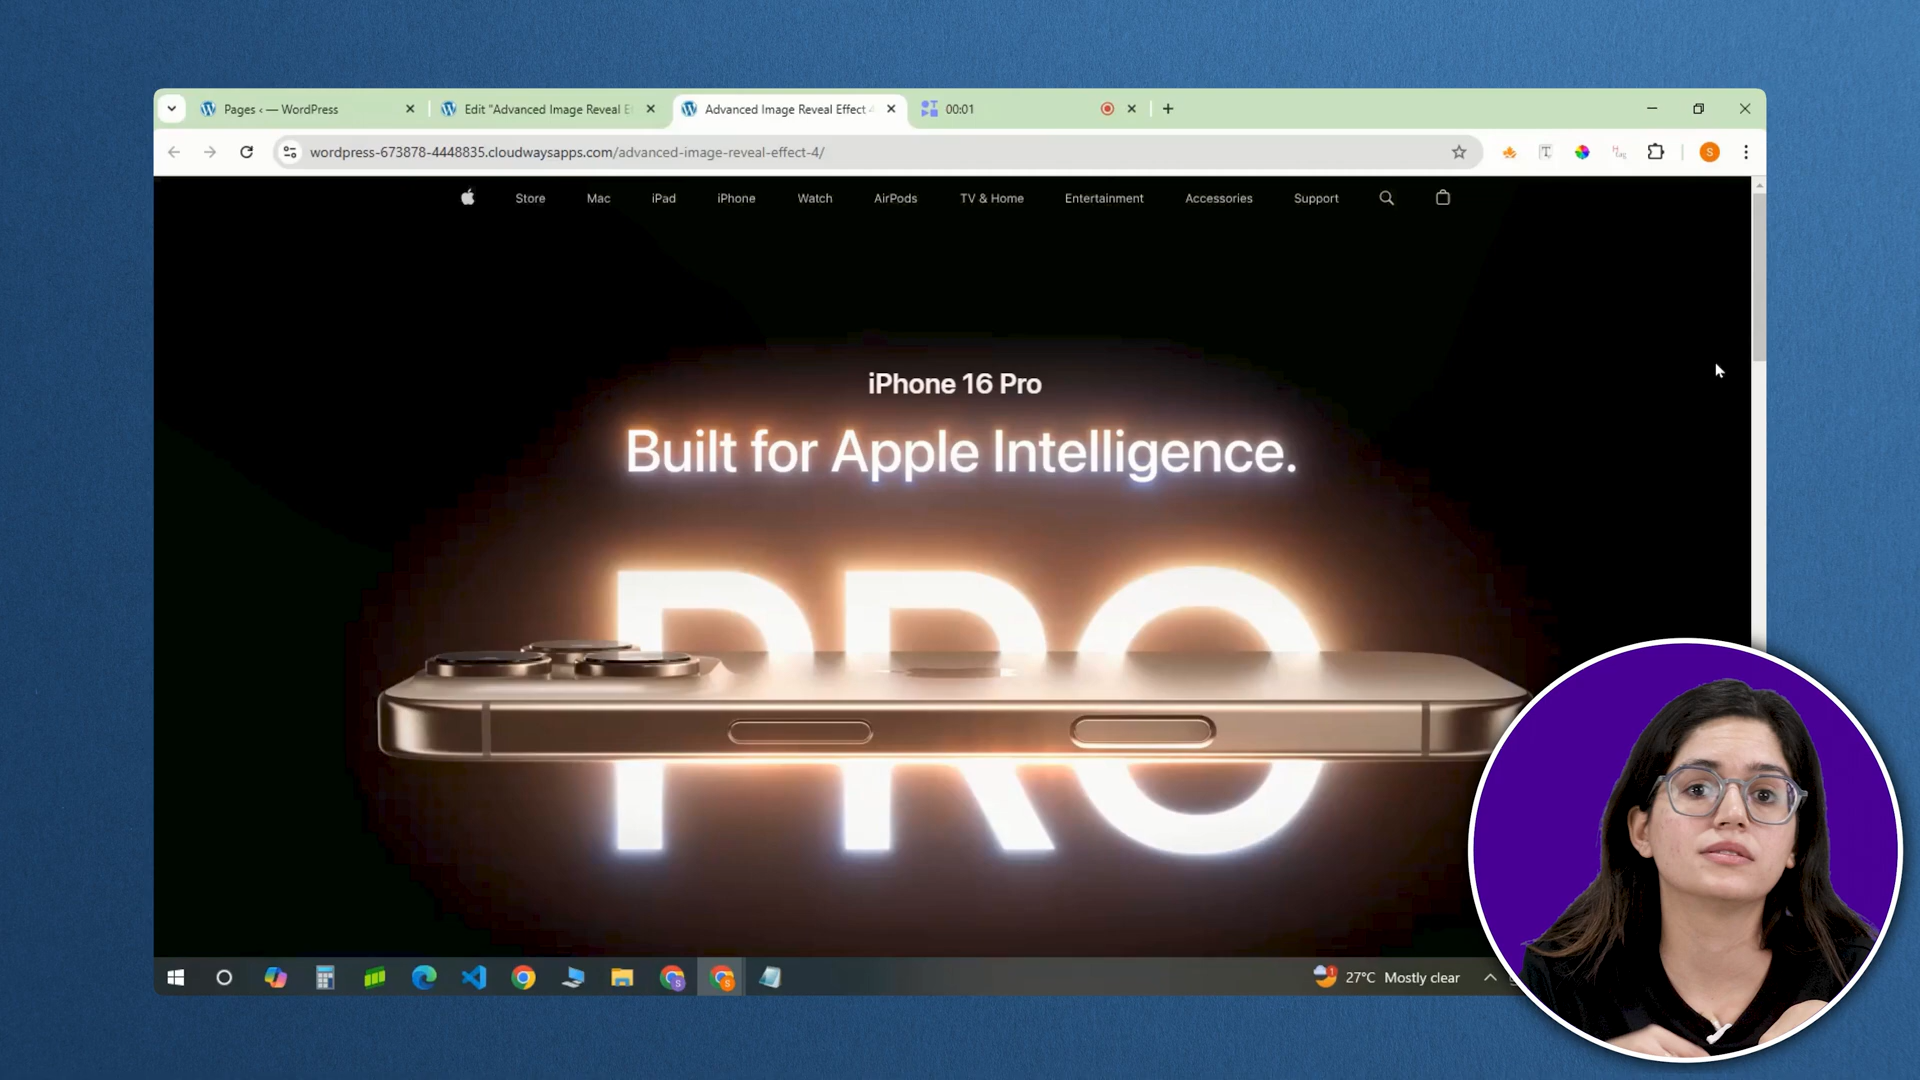 Pages ‹ — WordPress
Edit "Advanced Image Reveal E
Advanced Image Reveal Effect
00:01
wordpress-673878-4448835.cloudwaysapps.com/advanced-image-reveal-effect-4/
S
Store
Mac
iPad
iPhone
Watch
AirPods
TV & Home
Entertainment
Accessories
Support
iPhone 16 Pro
Built for Apple Intelligence.
PRO
27°C Mostly clear